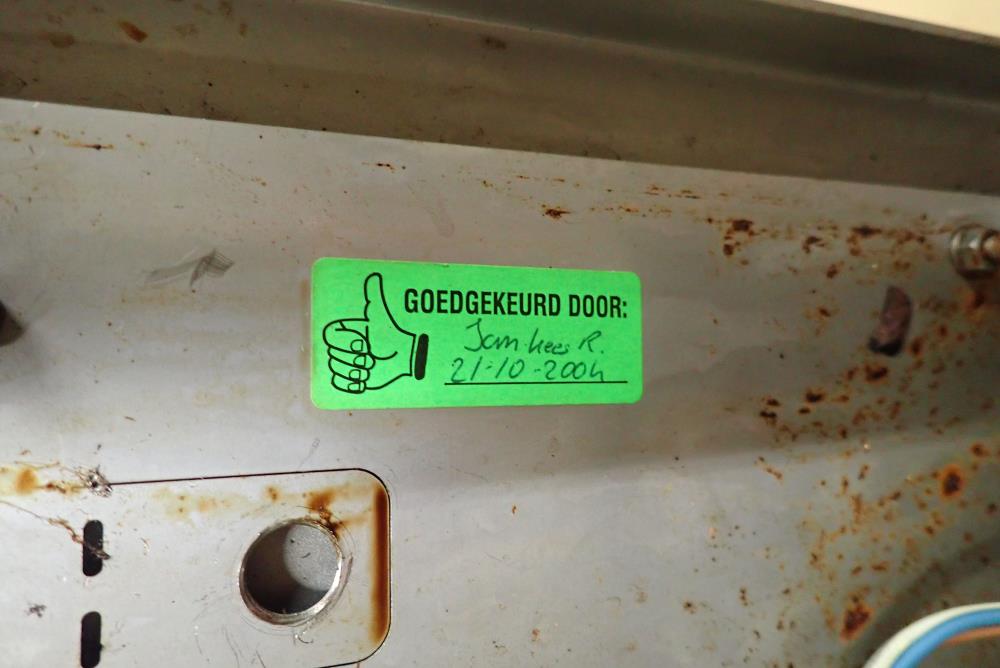 GOEDGEKEURD DOOR:
Jan-kees R.
21-10-2004